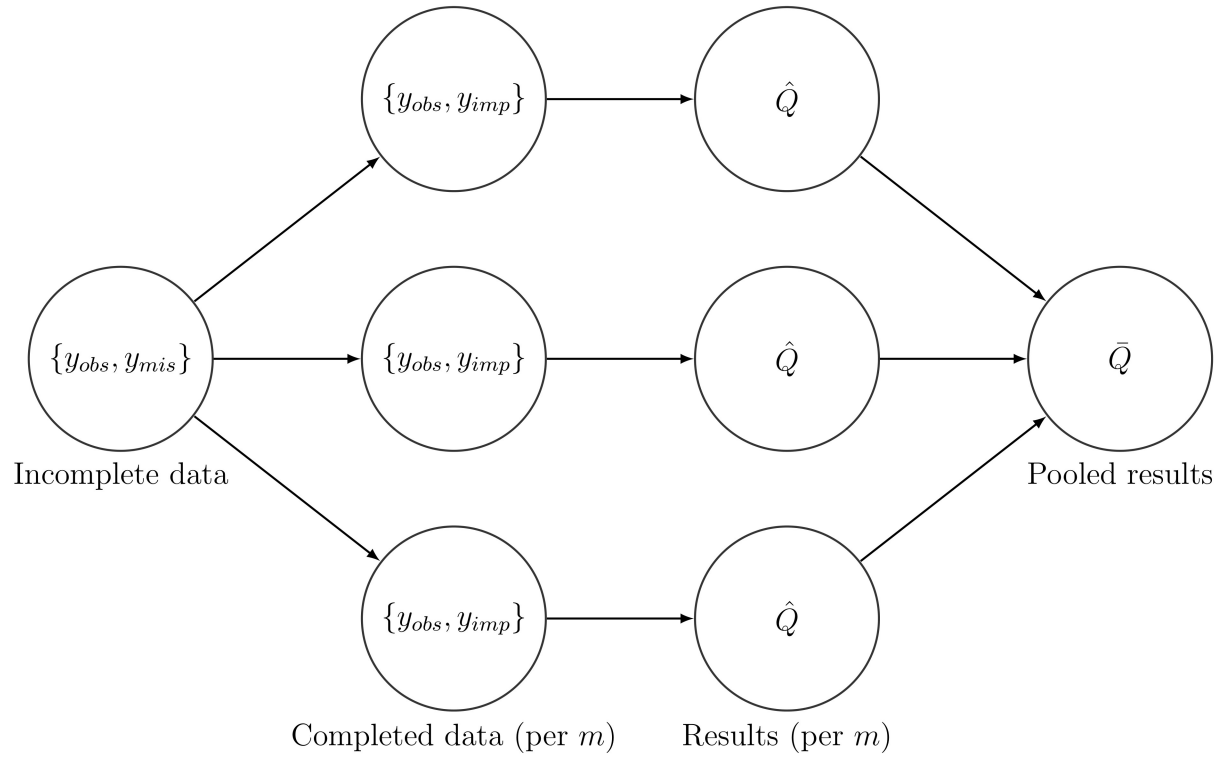 {y_obs, y_imp}
Q̂
{y_obs, y_mis}
{y_obs, y_imp}
Q̂
Q̄
Incomplete data
Pooled results
{y_obs, y_imp}
Q̂
Completed data (per m)
Results (per m)